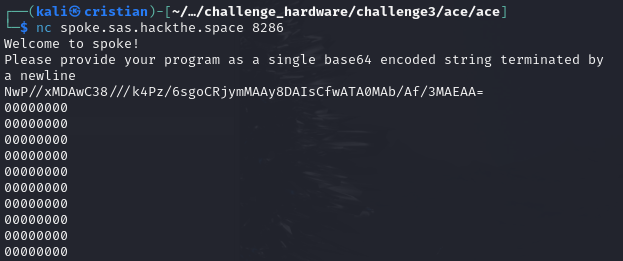 ┌──(kali㉿cristian)-[~/…/challenge_hardware/challenge3/ace/ace]
└─$ nc spoke.sas.hackthe.space 8286
Welcome to spoke!
Please provide your program as a single base64 encoded string terminated by
a newline
NwP//xMDAwC38///k4Pz/6sgoCRjymMAAy8DAIsCfwATA0MAb/Af/3MAEAA=
00000000
00000000
00000000
00000000
00000000
00000000
00000000
00000000
00000000
00000000